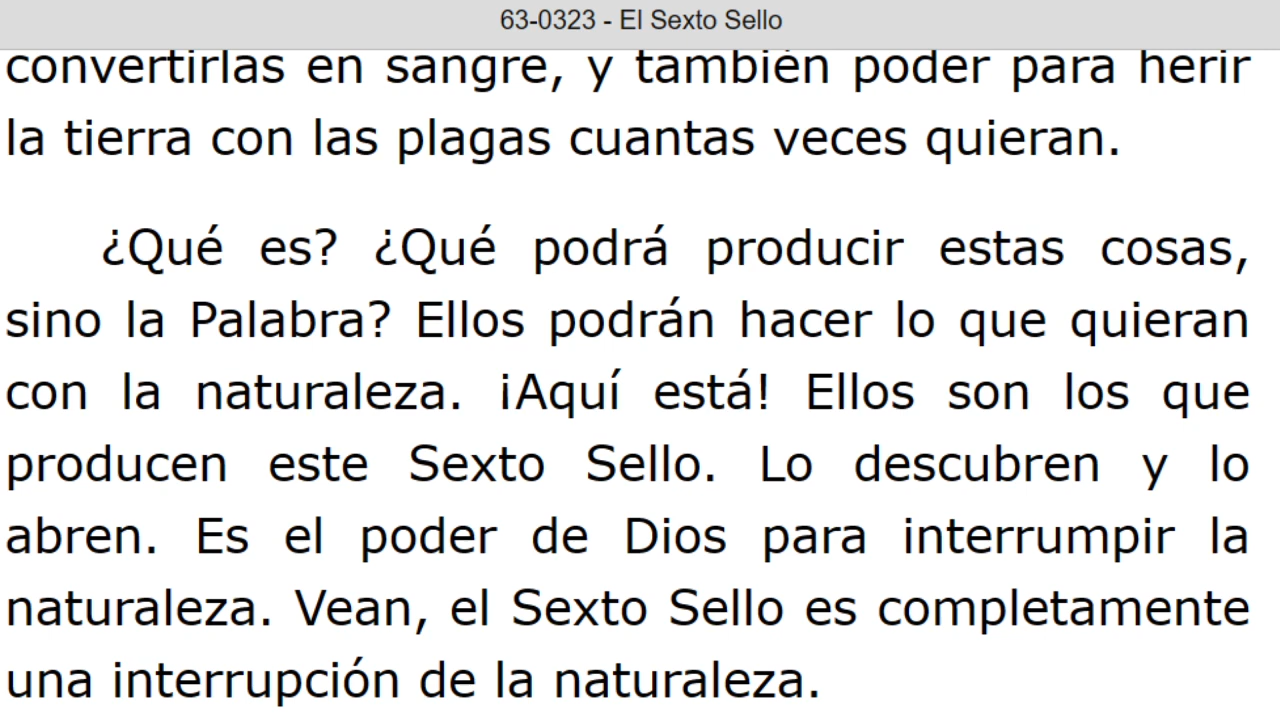 63-0323 - El Sexto Sello
convertirlas en sangre, y también poder para herir
la tierra con las plagas cuantas veces quieran.
¿Qué es? ¿Qué podrá producir estas cosas,
sino la Palabra? Ellos podrán hacer lo que quieran
con la naturaleza. ¡Aquí está! Ellos son los que
producen este Sexto Sello. Lo descubren y lo
abren. Es el poder de Dios para interrumpir la
naturaleza. Vean, el Sexto Sello es completamente
una interrupción de la naturaleza.